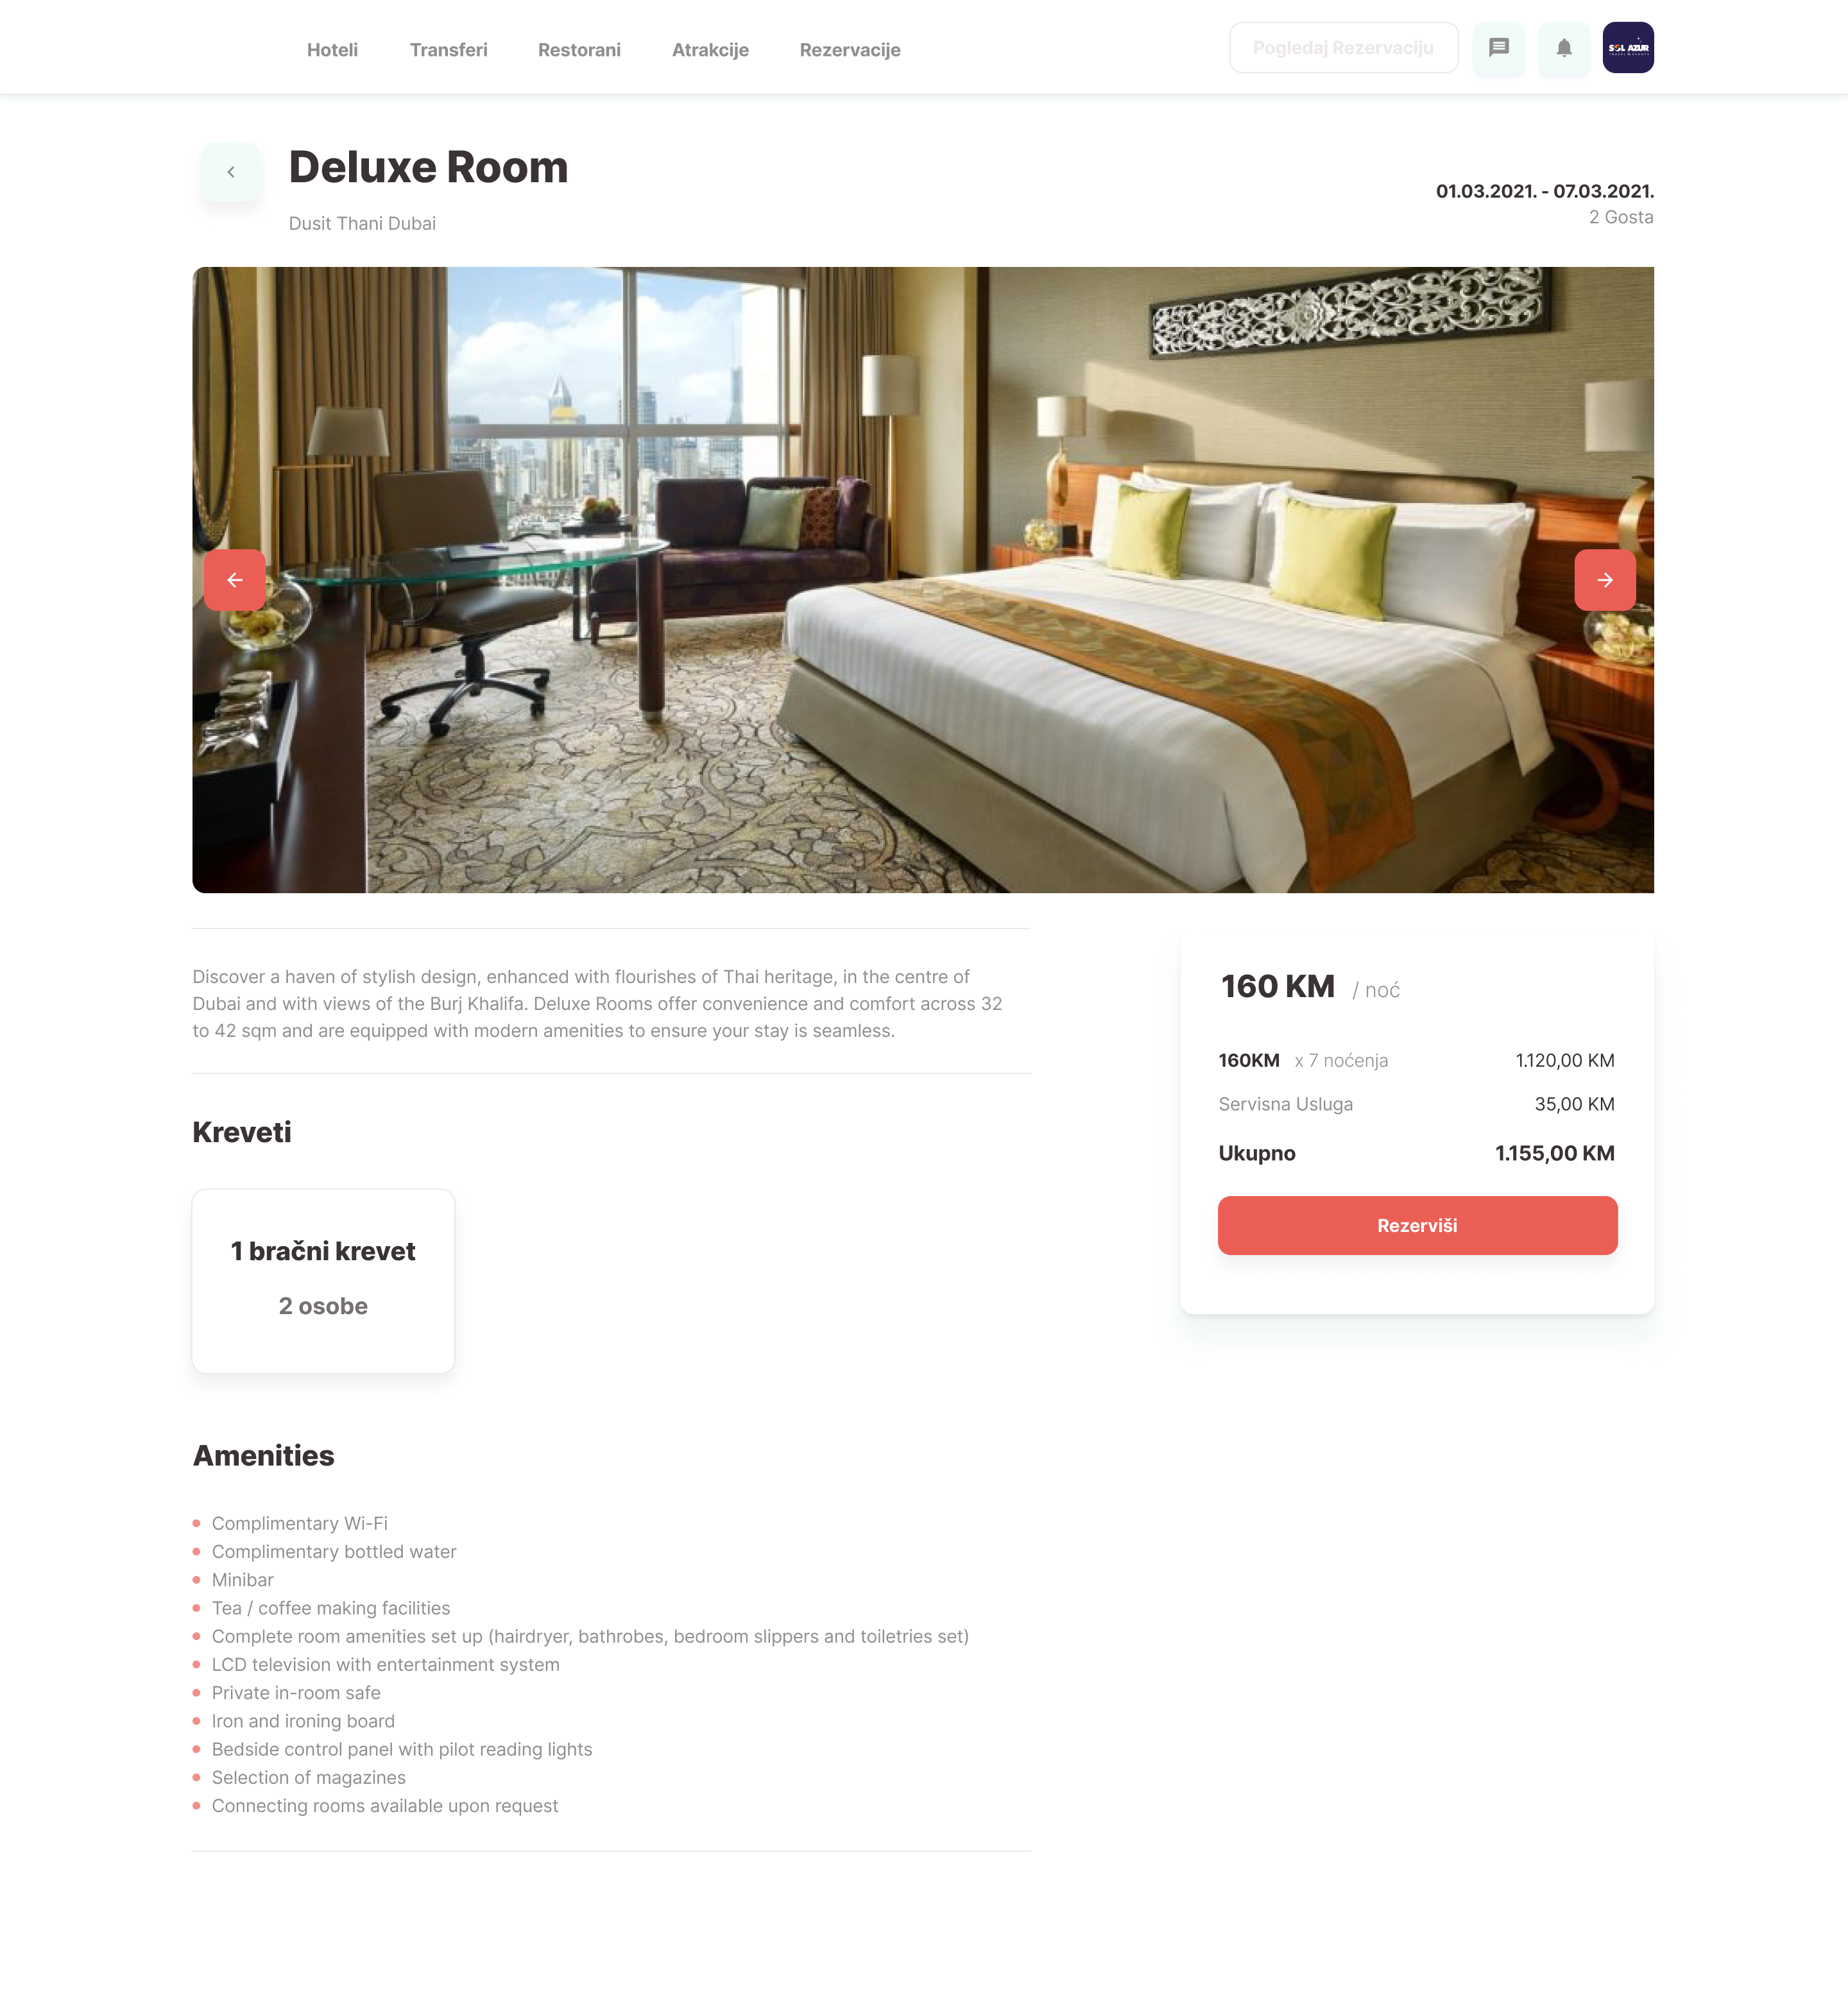 Hoteli Transferi Restorani Atrakcije Rezervacije Pogledaj Rezervaciju SOL AZUR
Deluxe Room
Dusit Thani Dubai
01.03.2021. - 07.03.2021.
2 Gosta
Discover a haven of stylish design, enhanced with flourishes of Thai heritage, in the centre of
Dubai and with views of the Burj Khalifa. Deluxe Rooms offer convenience and comfort across 32
to 42 sqm and are equipped with modern amenities to ensure your stay is seamless.
160 KM / noć
160KM x 7 noćenja 1.120,00 KM
Servisna Usluga 35,00 KM
Ukupno 1.155,00 KM
Rezerviši
Kreveti
1 bračni krevet
2 osobe
Amenities
Complimentary Wi-Fi
Complimentary bottled water
Minibar
Tea / coffee making facilities
Complete room amenities set up (hairdryer, bathrobes, bedroom slippers and toiletries set)
LCD television with entertainment system
Private in-room safe
Iron and ironing board
Bedside control panel with pilot reading lights
Selection of magazines
Connecting rooms available upon request